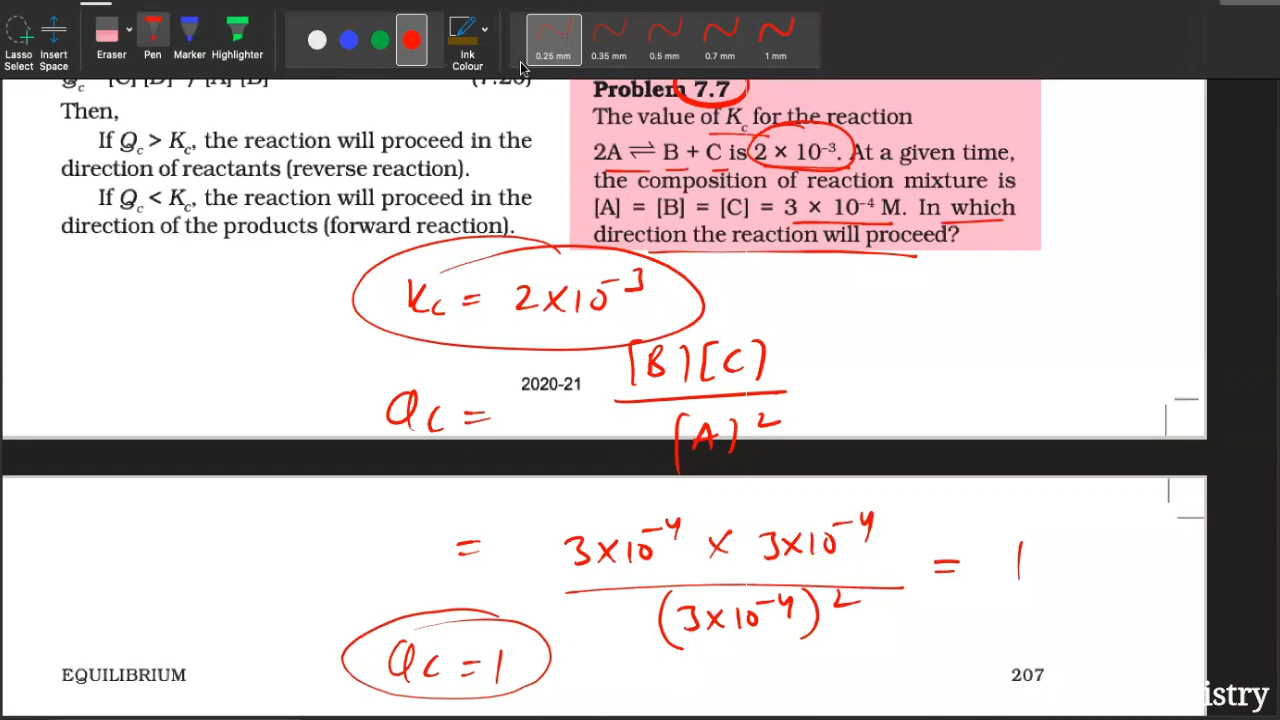 Lasso Select
Insert Space
Eraser
Pen
Marker
Highlighter
Ink Colour
0.25 mm
0.35 mm
0.5 mm
0.7 mm
1 mm
Then,
If Qc > Kc, the reaction will proceed in the
direction of reactants (reverse reaction).
If Qc < Kc, the reaction will proceed in the
direction of the products (forward reaction).
Problem 7.7
The value of Kc for the reaction
2A ⇌ B + C is 2 × 10⁻³. At a given time,
the composition of reaction mixture is
[A] = [B] = [C] = 3 × 10⁻⁴ M. In which
direction the reaction will proceed?
Kc = 2×10⁻³
2020-21
Qc = [B][C] / [A]²
= 3×10⁻⁴ × 3×10⁻⁴ / (3×10⁻⁴)² = 1
Qc = 1
EQUILIBRIUM
207
istry